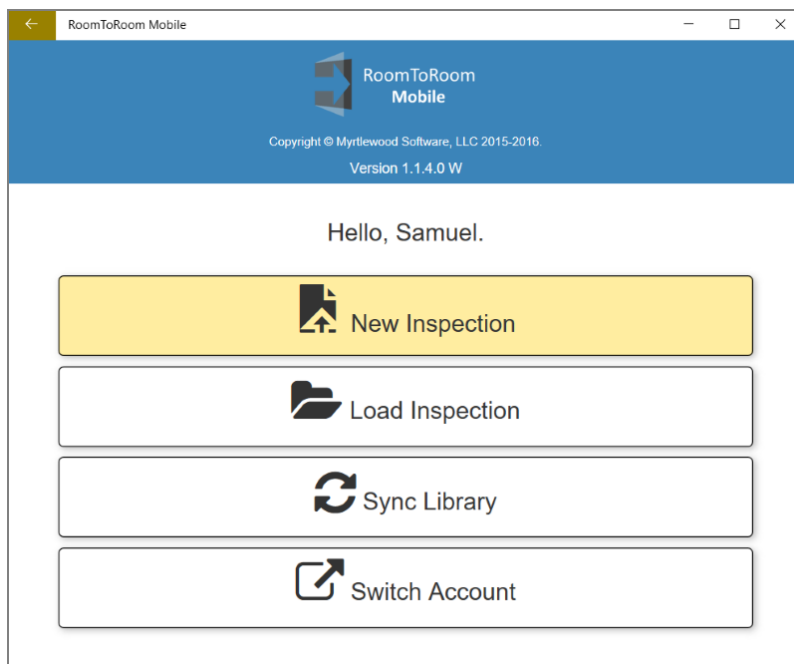 RoomToRoom Mobile
RoomToRoom
Mobile
Copyright © Myrtlewood Software, LLC 2015-2016.
Version 1.1.4.0 W
Hello, Samuel.
New Inspection
Load Inspection
Sync Library
Switch Account